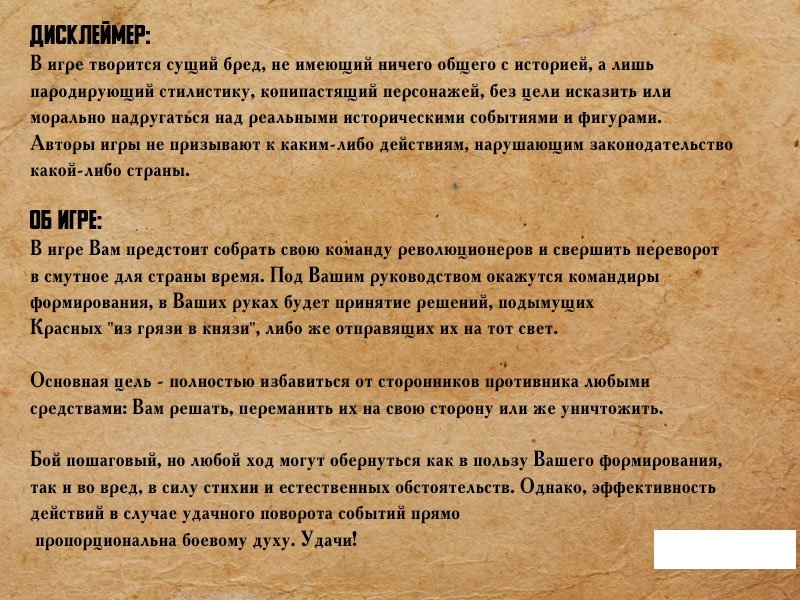 ДИСКЛЕЙМЕР:
В игре творится сущий бред, не имеющий ничего общего с историей, а лишь
пародирующий стилистику, копипастящий персонажей, без цели исказить или
морально надругаться над реальными историческими событиями и фигурами.
Авторы игры не призывают к каким-либо действиям, нарушающим законодательство
какой-либо страны.
ОБ ИГРЕ:
В игре Вам предстоит собрать свою команду революционеров и свершить переворот
в смутное для страны время. Под Вашим руководством окажутся командиры
формирования, в Ваших руках будет принятие решений, подымущих
Красных "из грязи в князи", либо же отправящих их на тот свет.
Основная цель - полностью избавиться от сторонников противника любыми
средствами: Вам решать, переманить их на свою сторону или же уничтожить.
Бой пошаговый, но любой ход могут обернуться как в пользу Вашего формирования,
так и во вред, в силу стихии и естественных обстоятельств. Однако, эффективность
действий в случае удачного поворота событий прямо
пропорциональна боевому духу. Удачи!